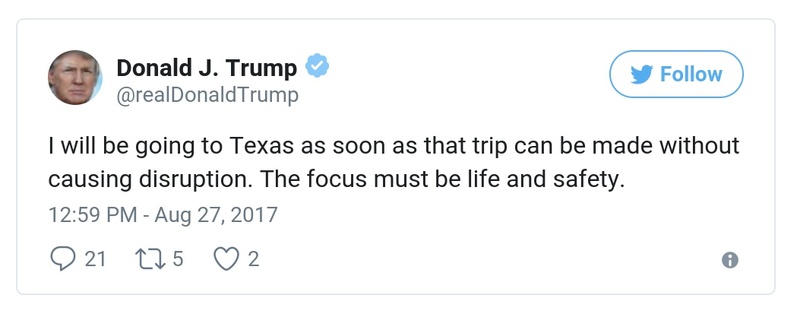 Donald J. Trump
@realDonaldTrump
Follow
I will be going to Texas as soon as that trip can be made without
causing disruption. The focus must be life and safety.
12:59 PM - Aug 27, 2017
21 5 2